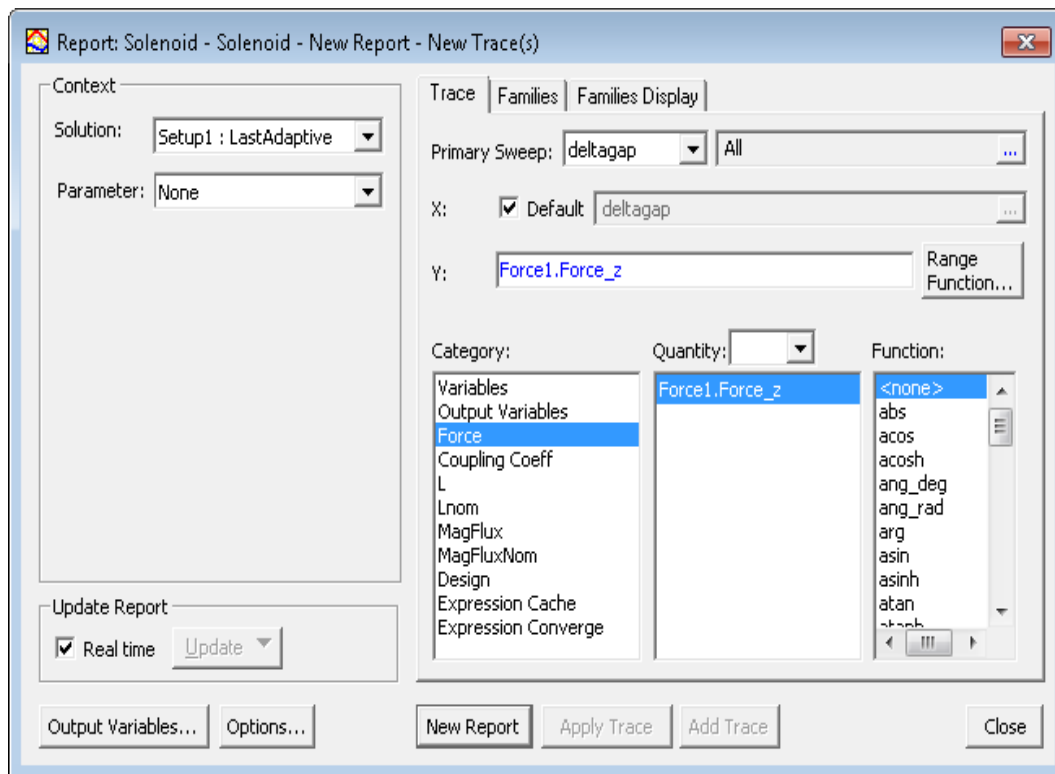 Report: Solenoid - Solenoid - New Report - New Trace(s)
Context
Solution:
Setup1 : LastAdaptive
Parameter:
None
Update Report
Real time
Update
Output Variables...
Options...
Trace
Families
Families Display
Primary Sweep:
deltagap
All
...
X:
Default
deltagap
...
Y:
Force1.Force_z
Range
Function...
Category:
Variables
Output Variables
Force
Coupling Coeff
L
Lnom
MagFlux
MagFluxNom
Design
Expression Cache
Expression Converge
Quantity:
Force1.Force_z
Function:
<none>
abs
acos
acosh
ang_deg
ang_rad
arg
asin
asinh
atan
New Report
Apply Trace
Add Trace
Close